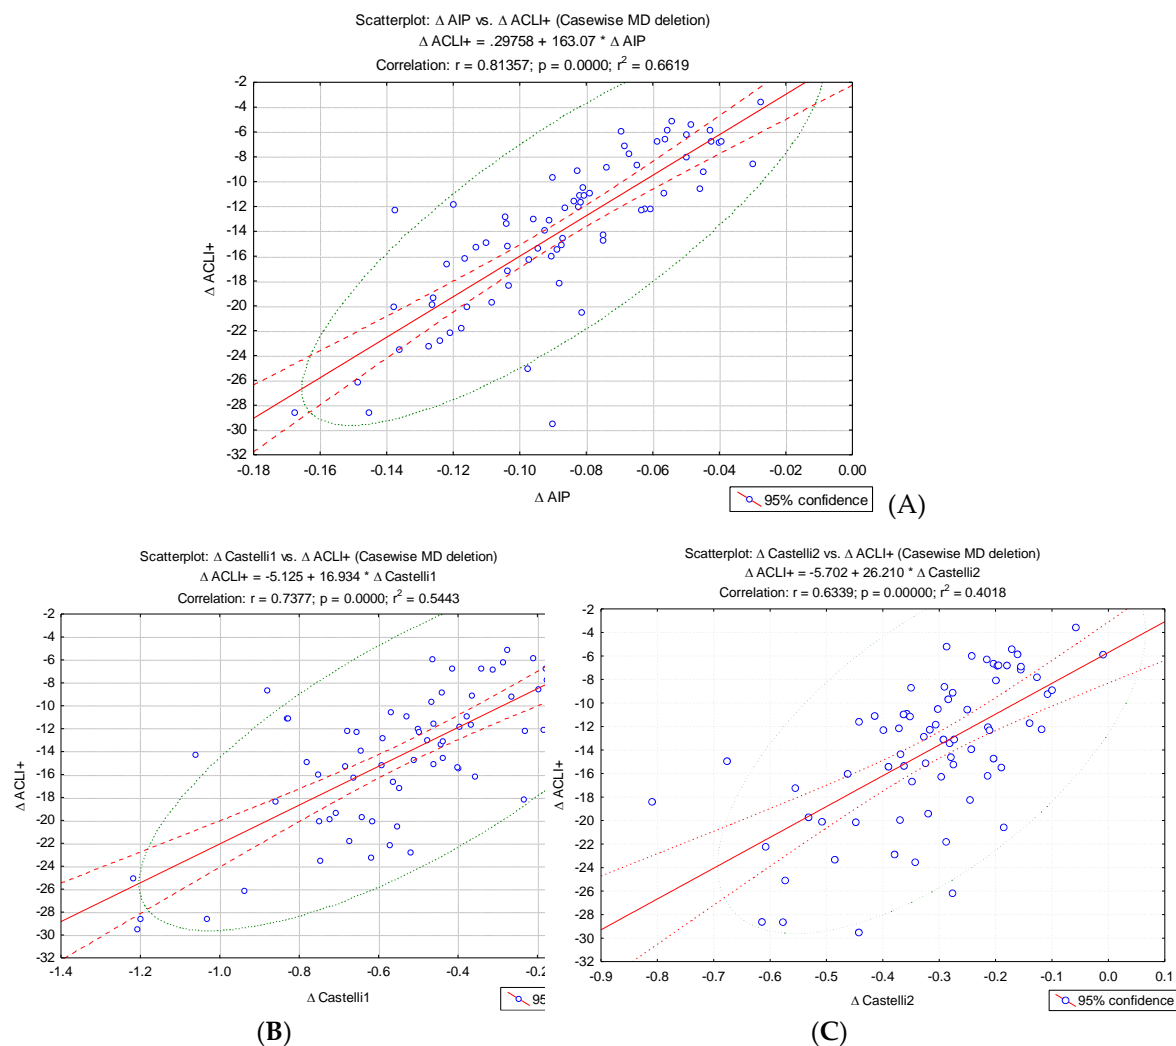 Scatterplot: Δ AIP vs. Δ ACLI+ (Casewise MD deletion)
Δ ACLI+ = .29758 + 163.07 * Δ AIP
Correlation: r = 0.81357; p = 0.0000; r² = 0.6619
-2
-4
-6
-8
-10
-12
-14
-16
-18
-20
-22
-24
-26
-28
-30
-32
Δ ACLI+
-0.18 -0.16 -0.14 -0.12 -0.10 -0.08 -0.06 -0.04 -0.02 0.00
Δ AIP
95% confidence
(A)
Scatterplot: Δ Castelli1 vs. Δ ACLI+ (Casewise MD deletion)
Δ ACLI+ = -5.125 + 16.934 * Δ Castelli1
Correlation: r = 0.7377; p = 0.0000; r² = 0.5443
-2
-4
-6
-8
-10
-12
-14
-16
-18
-20
-22
-24
-26
-28
-30
-32
Δ ACLI+
-1.4 -1.2 -1.0 -0.8 -0.6 -0.4 -0.2
Δ Castelli1
95
(B)
Scatterplot: Δ Castelli2 vs. Δ ACLI+ (Casewise MD deletion)
Δ ACLI+ = -5.702 + 26.210 * Δ Castelli2
Correlation: r = 0.6339; p = 0.00000; r² = 0.4018
-2
-4
-6
-8
-10
-12
-14
-16
-18
-20
-22
-24
-26
-28
-30
-32
Δ ACLI+
-0.9 -0.8 -0.7 -0.6 -0.5 -0.4 -0.3 -0.2 -0.1 0.0 0.1
Δ Castelli2
95% confidence
(C)